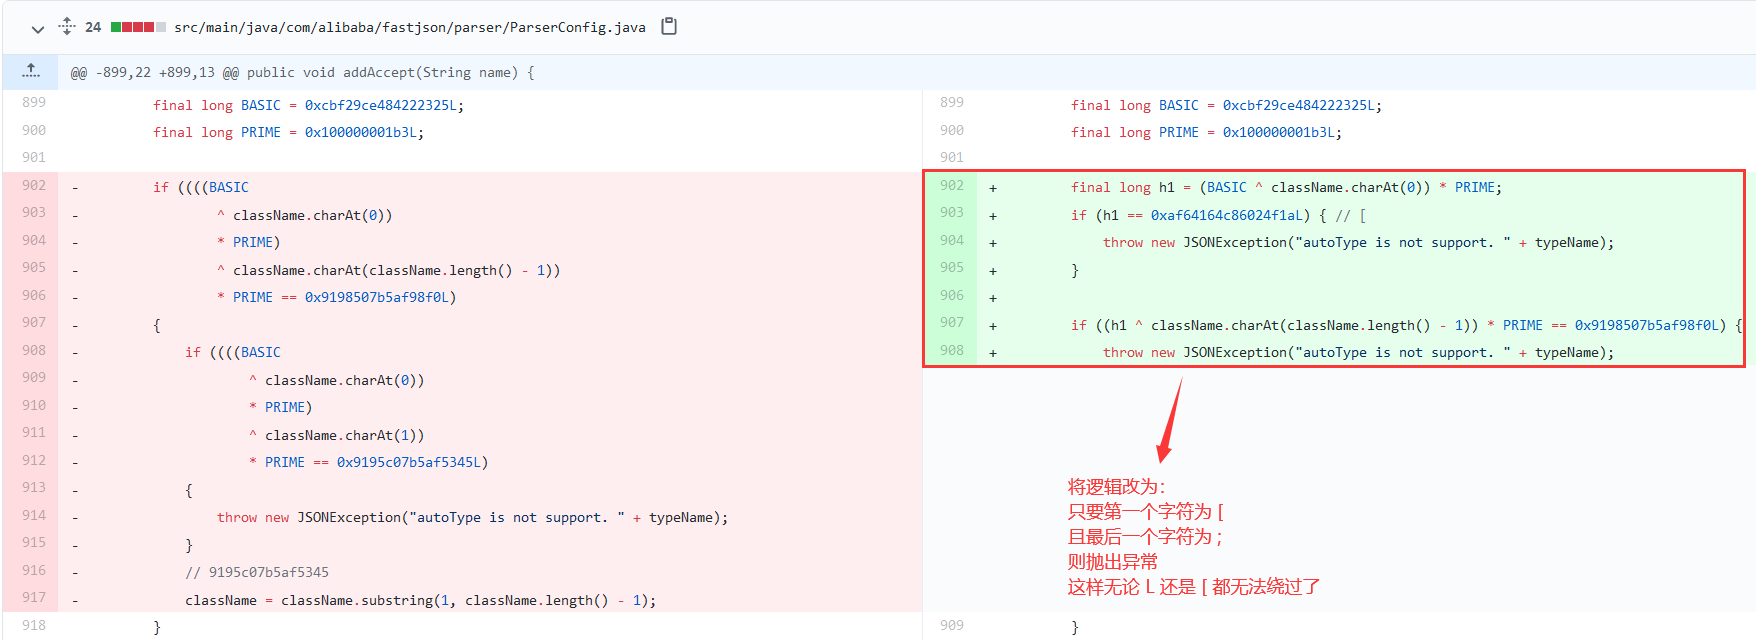 24 src/main/java/com/alibaba/fastjson/parser/ParserConfig.java
@@ -899,22 +899,13 @@ public void addAccept(String name) {
899 final long BASIC = 0xcbf29ce484222325L;
900 final long PRIME = 0x100000001b3L;
901
902 - if ((((BASIC
903 - ^ className.charAt(0))
904 - * PRIME)
905 - ^ className.charAt(className.length() - 1))
906 - * PRIME == 0x9198507b5af98f0L)
907 - {
908 - if ((((BASIC
909 - ^ className.charAt(0))
910 - * PRIME)
911 - ^ className.charAt(1))
912 - * PRIME == 0x9195c07b5af5345L)
913 - {
914 - throw new JSONException("autoType is not support. " + typeName);
915 - }
916 - // 9195c07b5af5345
917 - className = className.substring(1, className.length() - 1);
918 }
899 final long BASIC = 0xcbf29ce484222325L;
900 final long PRIME = 0x100000001b3L;
901
902 + final long h1 = (BASIC ^ className.charAt(0)) * PRIME;
903 + if (h1 == 0xaf64164c86024f1aL) { // [
904 + throw new JSONException("autoType is not support. " + typeName);
905 + }
906 +
907 + if ((h1 ^ className.charAt(className.length() - 1)) * PRIME == 0x9198507b5af98f0L) {
908 + throw new JSONException("autoType is not support. " + typeName);
将逻辑改为：
只要第一个字符为 [
且最后一个字符为 ;
则抛出异常
这样无论 L 还是 [ 都无法绕过了
909 }